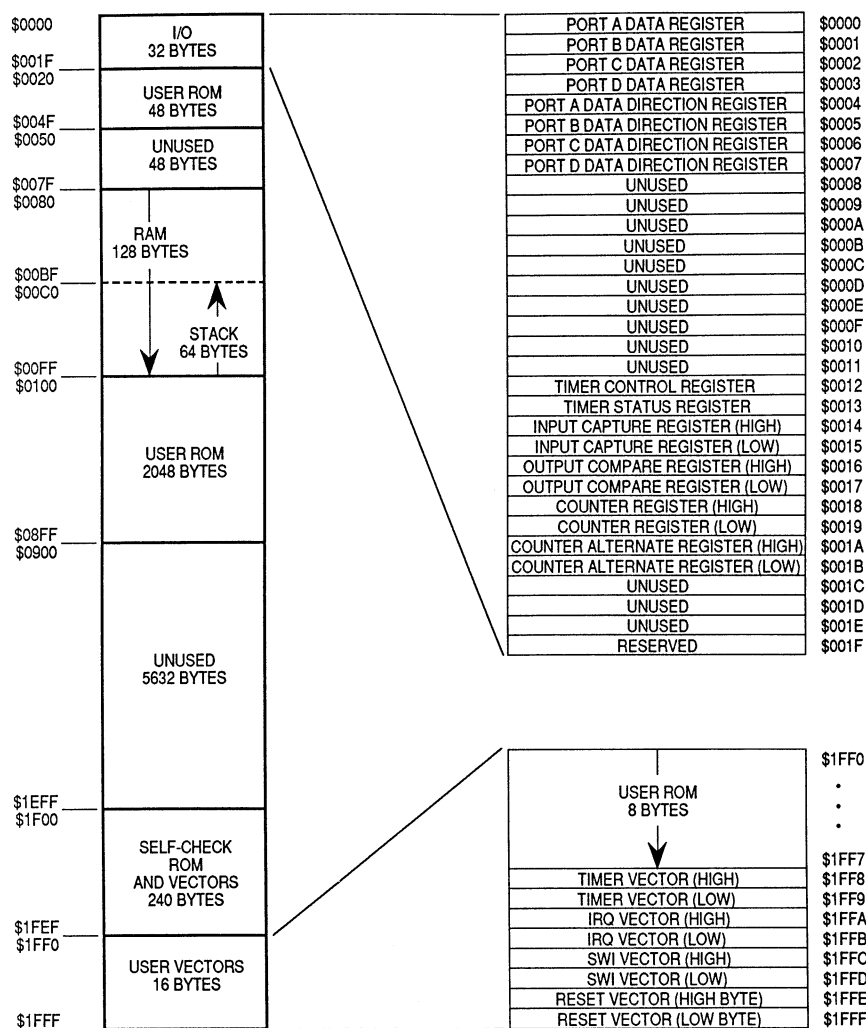 $0000
I/O
32 BYTES
$001F
$0020
USER ROM
48 BYTES
$004F
$0050
UNUSED
48 BYTES
$007F
$0080
RAM
128 BYTES
$00BF
$00C0
STACK
64 BYTES
$00FF
$0100
USER ROM
2048 BYTES
$08FF
$0900
UNUSED
5632 BYTES
$1EFF
$1F00
SELF-CHECK
ROM
AND VECTORS
240 BYTES
$1FEF
$1FF0
USER VECTORS
16 BYTES
$1FFF
PORT A DATA REGISTER $0000
PORT B DATA REGISTER $0001
PORT C DATA REGISTER $0002
PORT D DATA REGISTER $0003
PORT A DATA DIRECTION REGISTER $0004
PORT B DATA DIRECTION REGISTER $0005
PORT C DATA DIRECTION REGISTER $0006
PORT D DATA DIRECTION REGISTER $0007
UNUSED $0008
UNUSED $0009
UNUSED $000A
UNUSED $000B
UNUSED $000C
UNUSED $000D
UNUSED $000E
UNUSED $000F
UNUSED $0010
UNUSED $0011
TIMER CONTROL REGISTER $0012
TIMER STATUS REGISTER $0013
INPUT CAPTURE REGISTER (HIGH) $0014
INPUT CAPTURE REGISTER (LOW) $0015
OUTPUT COMPARE REGISTER (HIGH) $0016
OUTPUT COMPARE REGISTER (LOW) $0017
COUNTER REGISTER (HIGH) $0018
COUNTER REGISTER (LOW) $0019
COUNTER ALTERNATE REGISTER (HIGH) $001A
COUNTER ALTERNATE REGISTER (LOW) $001B
UNUSED $001C
UNUSED $001D
UNUSED $001E
RESERVED $001F
$1FF0
USER ROM
8 BYTES
$1FF7
TIMER VECTOR (HIGH) $1FF8
TIMER VECTOR (LOW) $1FF9
IRQ VECTOR (HIGH) $1FFA
IRQ VECTOR (LOW) $1FFB
SWI VECTOR (HIGH) $1FFC
SWI VECTOR (LOW) $1FFD
RESET VECTOR (HIGH BYTE) $1FFE
RESET VECTOR (LOW BYTE) $1FFF